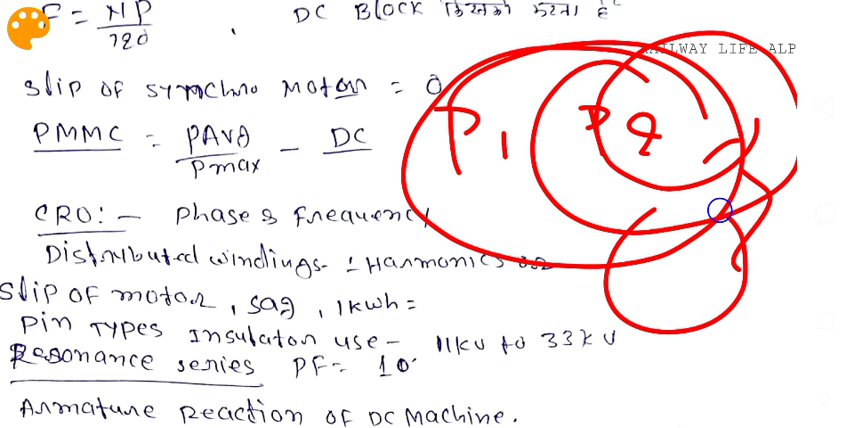 F = NP/120
DC Block किसको करता है
RAILWAY LIFE ALP
Slip of synchro Motor = 0
PMMC = PAvg/Pmax - DC
P1 P2
CRO:- Phase & frequency
Distributed windings :- Harmonics
Slip of motor, sag, 1kwh=
Pin Types Insulator use - 11kv to 33kv
Resonance series PF= 10
Armature Reaction of DC Machine.